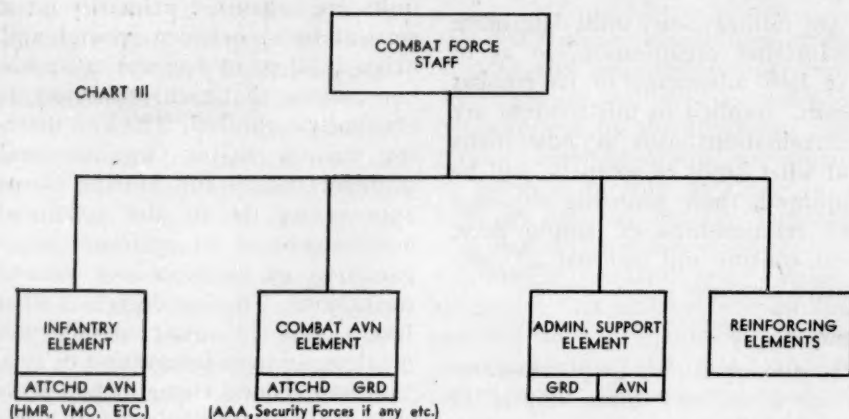 COMBAT FORCE
STAFF
CHART III
INFANTRY
ELEMENT
ATTCHD AVN
(HMR, VMO, ETC.)
COMBAT AVN
ELEMENT
ATTCHD GRD
(AAA, Security Forces if any etc.)
ADMIN. SUPPORT
ELEMENT
GRD AVN
REINFORCING
ELEMENTS